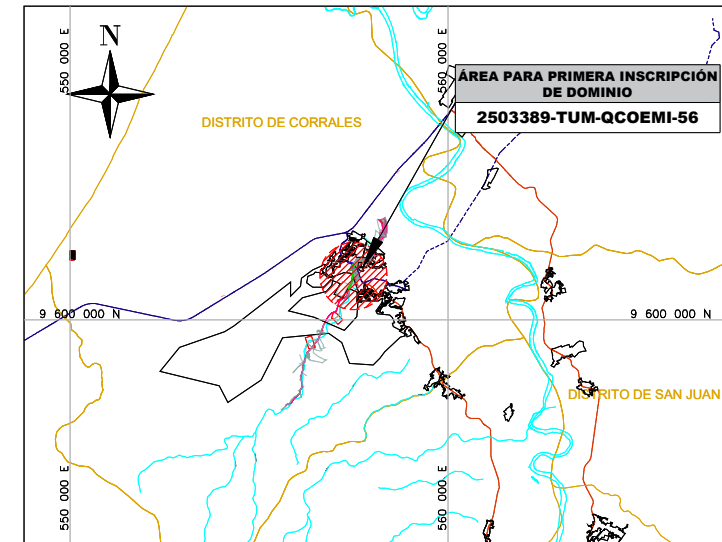 N
550 000 E
560 000 E
ÁREA PARA PRIMERA INSCRIPCIÓN
DE DOMINIO
2503389-TUM-QCOEMI-56
DISTRITO DE CORRALES
9 600 000 N
9 600 000 N
DISTRITO DE SAN JUAN
550 000 E
560 000 E